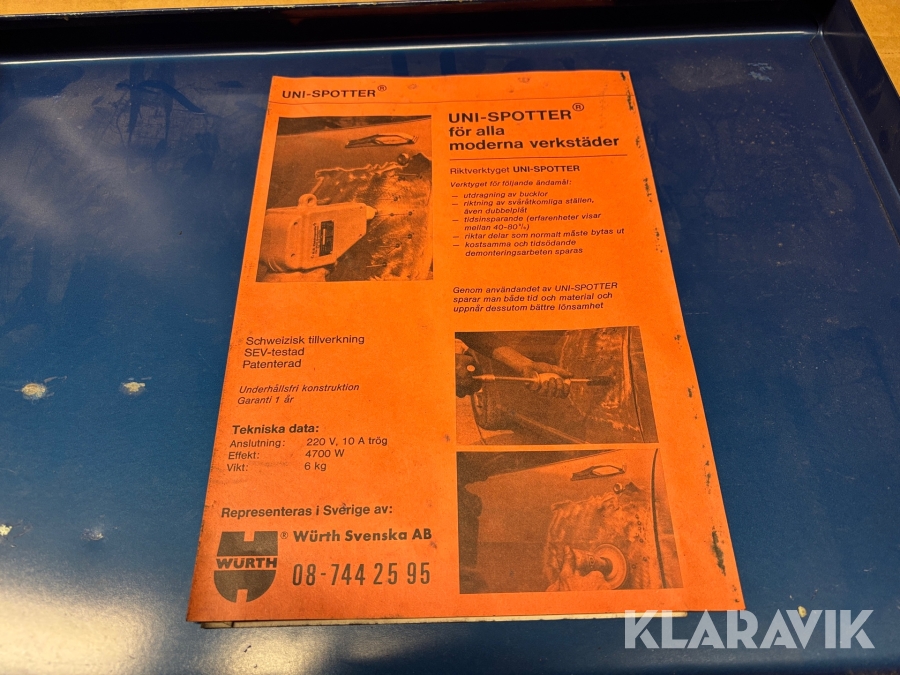 UNI-SPOTTER®
UNI-SPOTTER®
för alla
moderna verkstäder
Riktverktyget UNI-SPOTTER
Verktyget för följande ändamål:
— utdragning av bucklor
— riktning av svåråtkomliga ställen,
även dubbelplåt
— tidsinsparande (erfarenheter visar
mellan 40-80%)
— riktar delar som normalt måste bytas ut
— kostsamma och tidsödande
demonteringsarbeten sparas
Genom användandet av UNI-SPOTTER
sparar man både tid och material och
uppnår dessutom bättre lönsamhet
Schweizisk tillverkning
SEV-testad
Patenterad
Underhållsfri konstruktion
Garanti 1 år
Tekniska data:
Anslutning: 220 V, 10 A trög
Effekt: 4700 W
Vikt: 6 kg
Representeras i Sverige av:
WÜRTH ® Würth Svenska AB
08-744 25 95
KLARAVIK